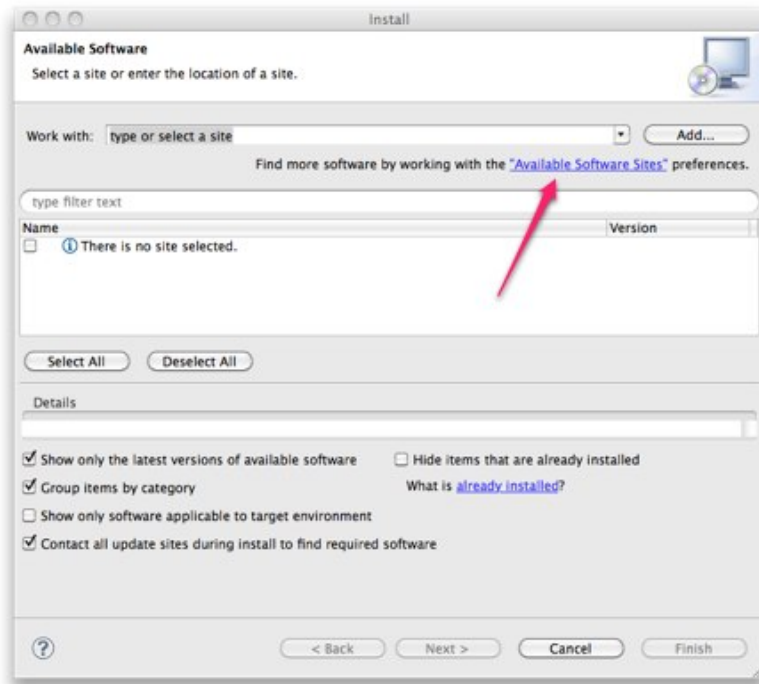 Install
Available Software
Select a site or enter the location of a site.
Work with: type or select a site Add...
Find more software by working with the "Available Software Sites" preferences.
type filter text
Name Version
There is no site selected.
Select All Deselect All
Details
Show only the latest versions of available software Hide items that are already installed
Group items by category What is already installed?
Show only software applicable to target environment
Contact all update sites during install to find required software
? < Back Next > Cancel Finish